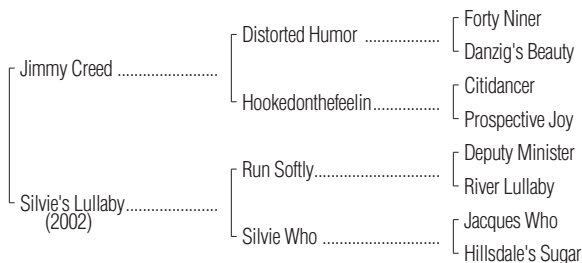 Forty Niner
Distorted Humor ..................
Danzig's Beauty
Jimmy Creed ........................
Citidancer
Hookedonthefeelin................
Prospective Joy
Deputy Minister
Run Softly..............................
River Lullaby
Silvie's Lullaby......................
(2002)
Jacques Who
Silvie Who ............................
Hillsdale's Sugar